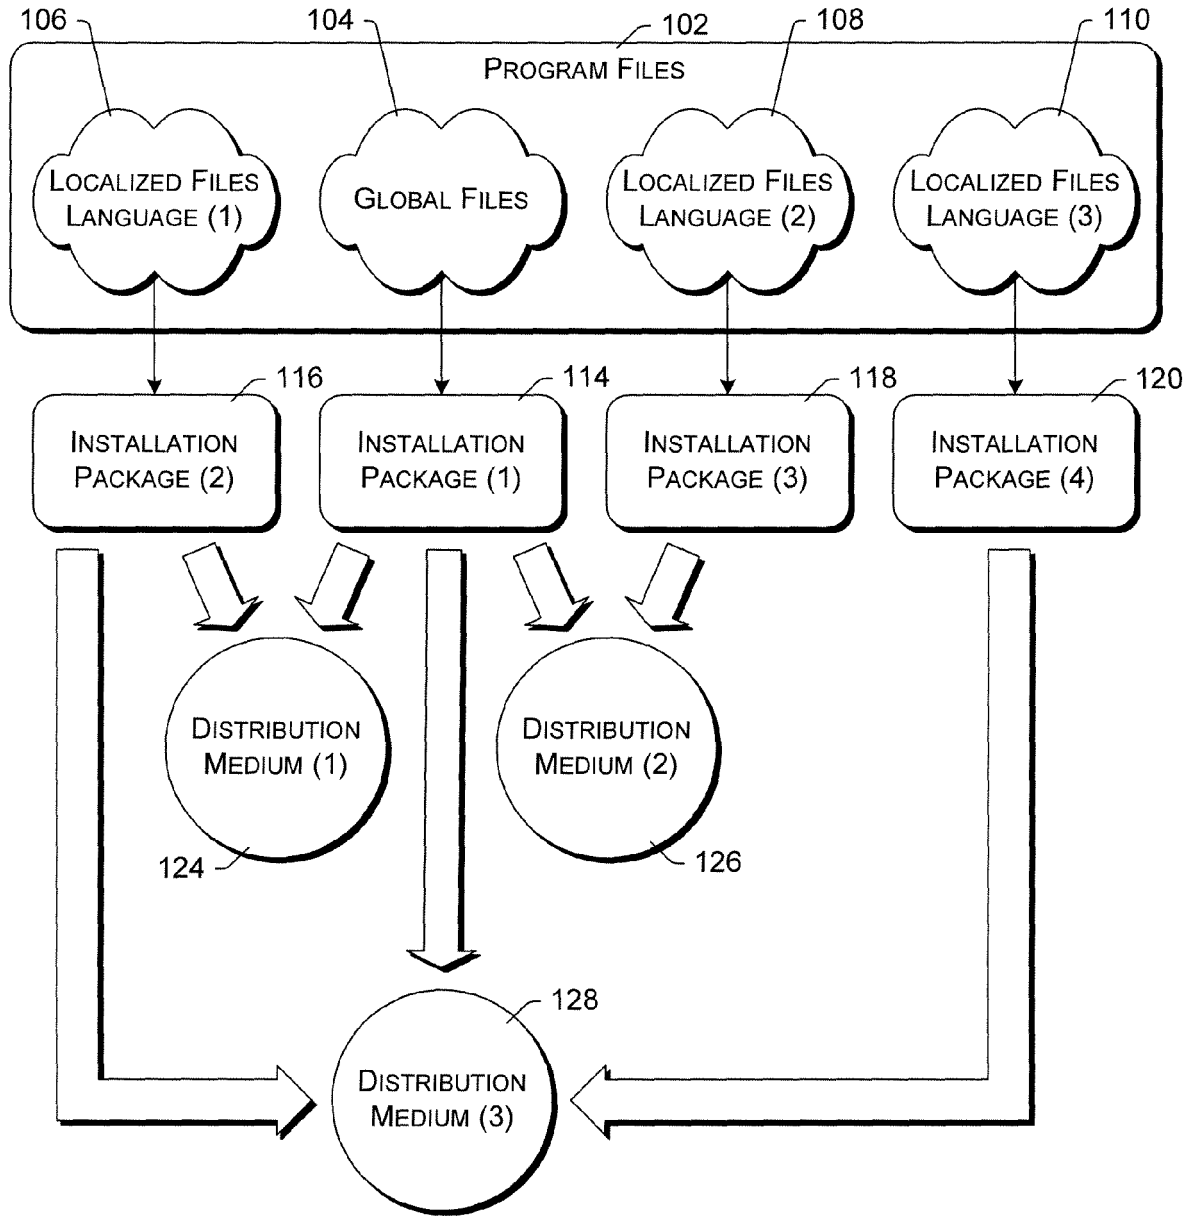 106
104
102
108
110
PROGRAM FILES
LOCALIZED FILES
LANGUAGE (1)
GLOBAL FILES
LOCALIZED FILES
LANGUAGE (2)
LOCALIZED FILES
LANGUAGE (3)
116
114
118
120
INSTALLATION
PACKAGE (2)
INSTALLATION
PACKAGE (1)
INSTALLATION
PACKAGE (3)
INSTALLATION
PACKAGE (4)
DISTRIBUTION
MEDIUM (1)
DISTRIBUTION
MEDIUM (2)
124
126
128
DISTRIBUTION
MEDIUM (3)